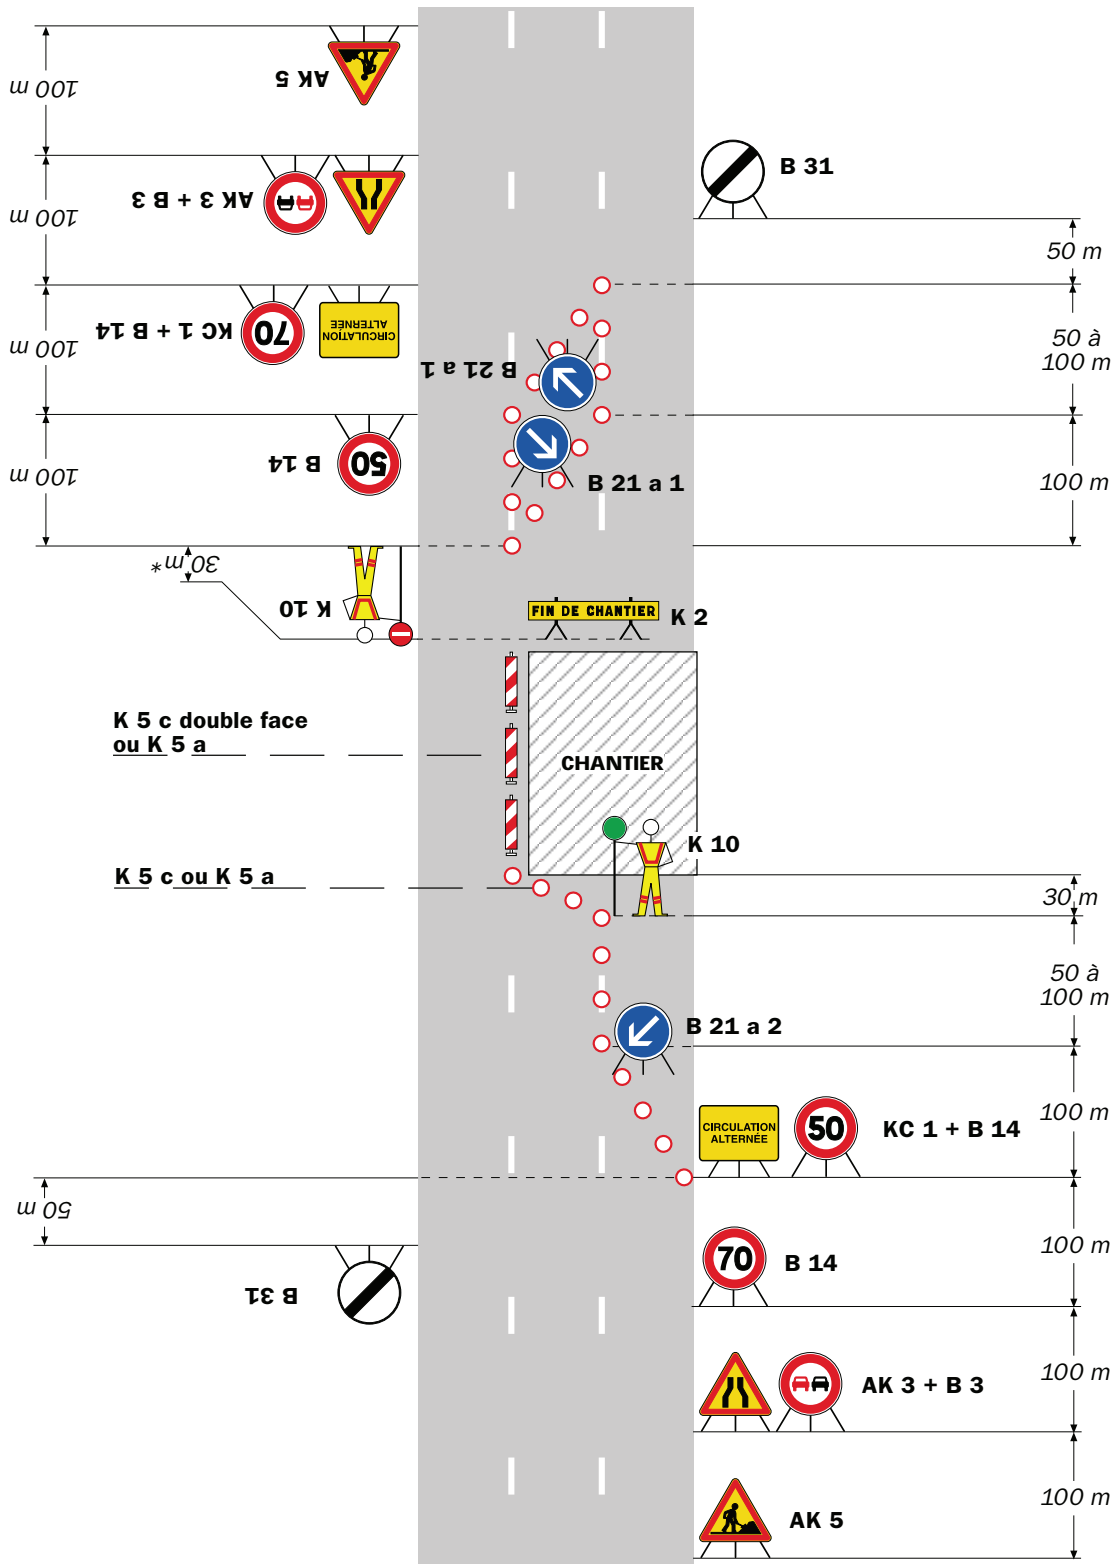 100 m
AK 5
100 m
AK 3 + B 3
B 31
50 m
100 m
KC 1 + B 14
70
CIRCULATION
ALTERNÉE
50 à
100 m
B 21 a 1
100 m
B 14
50
B 21 a 1
100 m
30 m*
K 10
FIN DE CHANTIER
K 2
K 5 c double face
ou K 5 a
CHANTIER
K 10
K 5 c ou K 5 a
30 m
50 à
100 m
B 21 a 2
100 m
CIRCULATION
ALTERNÉE
50
KC 1 + B 14
50 m
B 31
70
B 14
100 m
AK 3 + B 3
100 m
AK 5
100 m